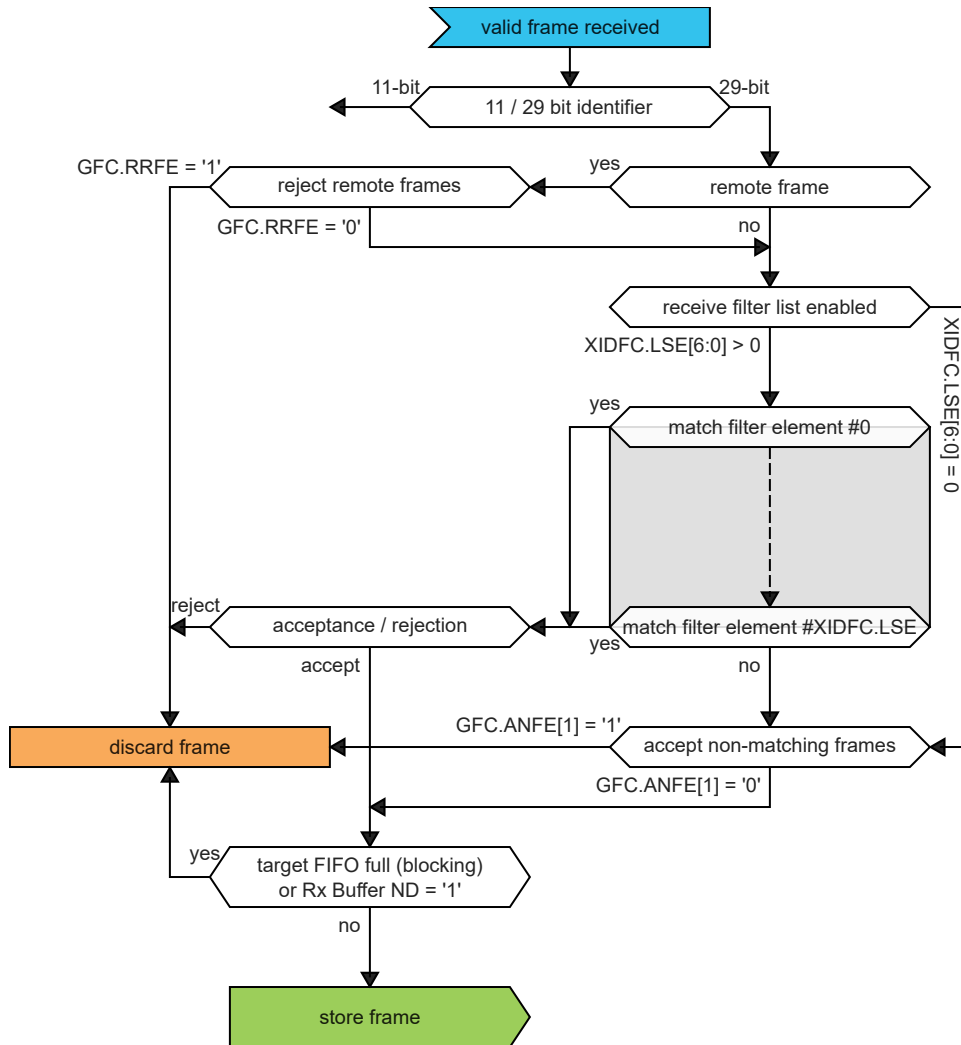 valid frame received
11-bit
11 / 29 bit identifier
29-bit
GFC.RRFE = '1'
reject remote frames
yes
remote frame
GFC.RRFE = '0'
no
receive filter list enabled
XIDFC.LSE[6:0] > 0
XIDFC.LSE[6:0] = 0
yes
match filter element #0
reject
acceptance / rejection
match filter element #XIDFC.LSE
yes
accept
no
GFC.ANFE[1] = '1'
discard frame
accept non-matching frames
GFC.ANFE[1] = '0'
yes
target FIFO full (blocking)
or Rx Buffer ND = '1'
no
store frame